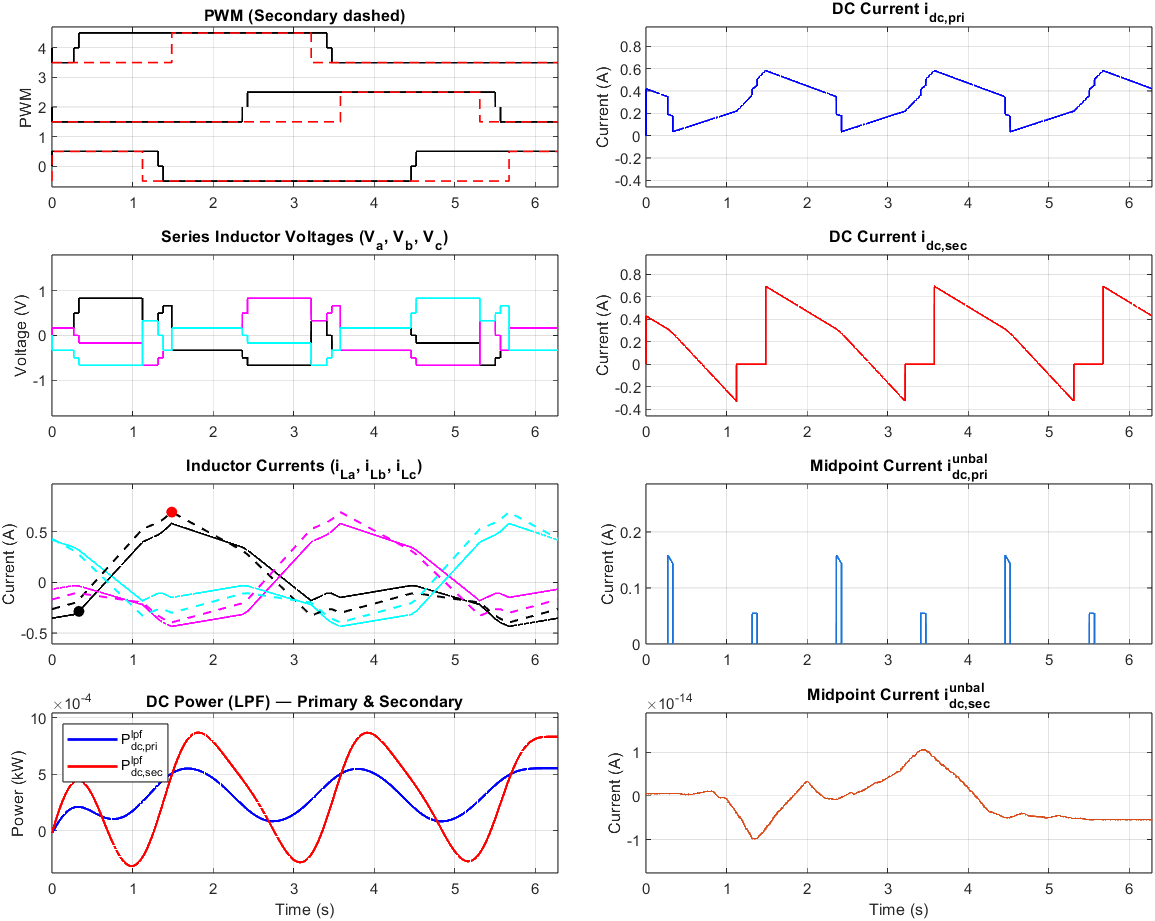 PWM (Secondary dashed)
PWM
4
3
2
1
0
0 1 2 3 4 5 6
DC Current i_dc,pri
Current (A)
0.8
0.6
0.4
0.2
0
-0.2
-0.4
0 1 2 3 4 5 6
Series Inductor Voltages (V_a, V_b, V_c)
Voltage (V)
1
0
-1
0 1 2 3 4 5 6
DC Current i_dc,sec
Current (A)
0.8
0.6
0.4
0.2
0
-0.2
-0.4
0 1 2 3 4 5 6
Inductor Currents (i_La, i_Lb, i_Lc)
Current (A)
0.5
0
-0.5
0 1 2 3 4 5 6
Midpoint Current i_dc,pri^unbal
Current (A)
0.2
0.1
0
0 1 2 3 4 5 6
DC Power (LPF) — Primary & Secondary
×10^-4
Power (kW)
10
5
0
P_dc,pri^lpf
P_dc,sec^lpf
0 1 2 3 4 5 6
Time (s)
Midpoint Current i_dc,sec^unbal
×10^-14
Current (A)
1
0
-1
0 1 2 3 4 5 6
Time (s)